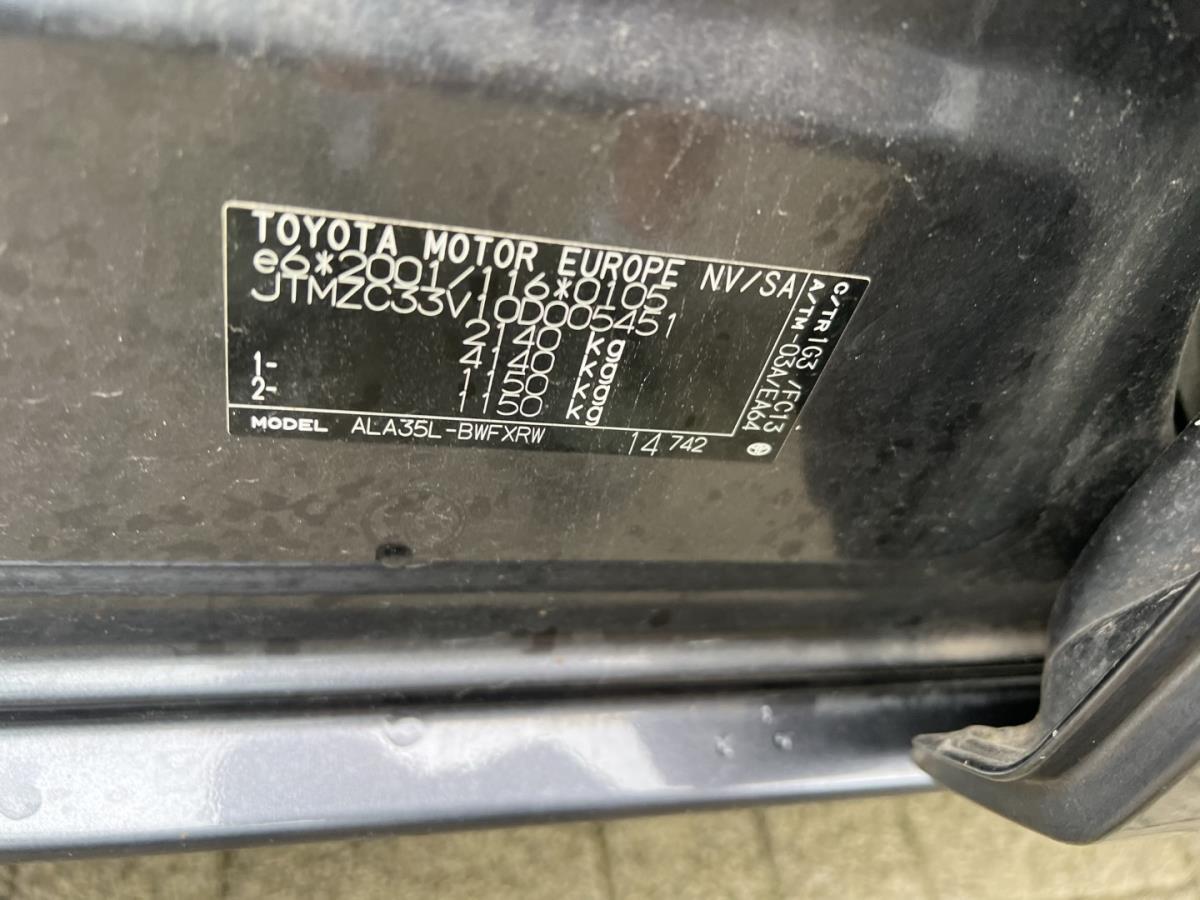 TOYOTA MOTOR EUROPE NV/SA
e6*2001/116*0105
JTMZC33V10D005451
2140 kg
4140 kg
1- 1150 kg
2- 1150 kg
MODEL ALA35L-BWFXRW 14 742
C/TR 1G3 /FC13
A/TM -03A/EA64